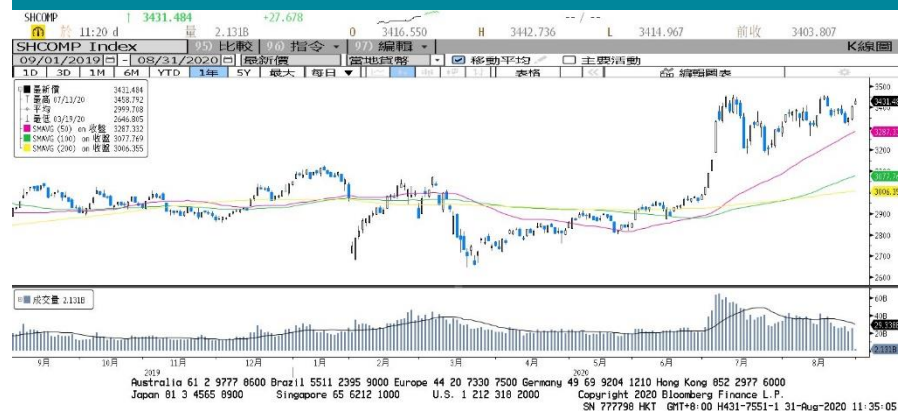 SHCOMP ↑ 3431.484 +27.678 -- / --
於 d 11:20 量 2.131B O 3416.550 H 3442.736 L 3414.967 前收 3403.807
SHCOMP Index 95) 比較 96) 指令 97) 編輯 K線圖
09/01/2019 - 08/31/2020 最新價 當地貨幣 移動平均 主要活動
1D 3D 1M 6M YTD 1年 5Y 最大 每日 ▼ 表格 « 編輯圖表
最新價 3431.484
最高 07/13/20 3458.792
平均 2999.708
最低 03/19/20 2646.805
SMAVG (50) on 收盤 3287.332
SMAVG (100) on 收盤 3077.769
SMAVG (200) on 收盤 3006.355
3500
3431.48
3287.33
3200
3077.76
3006.35
2900
2800
2700
2600
成交量 2.131B
60B
40B
29.331B
2.131B
9月 10月 11月 12月 1月 2月 3月 4月 5月 6月 7月 8月
2019 2020
Australia 61 2 9777 8600 Brazil 5511 2395 9000 Europe 44 20 7330 7500 Germany 49 69 9204 1210 Hong Kong 852 2977 6000
Japan 81 3 4565 8900 Singapore 65 6212 1000 U.S. 1 212 318 2000 Copyright 2020 Bloomberg Finance L.P.
SN 777798 HKT GMT+8:00 H431-7551-1 31-Aug-2020 11:35:05